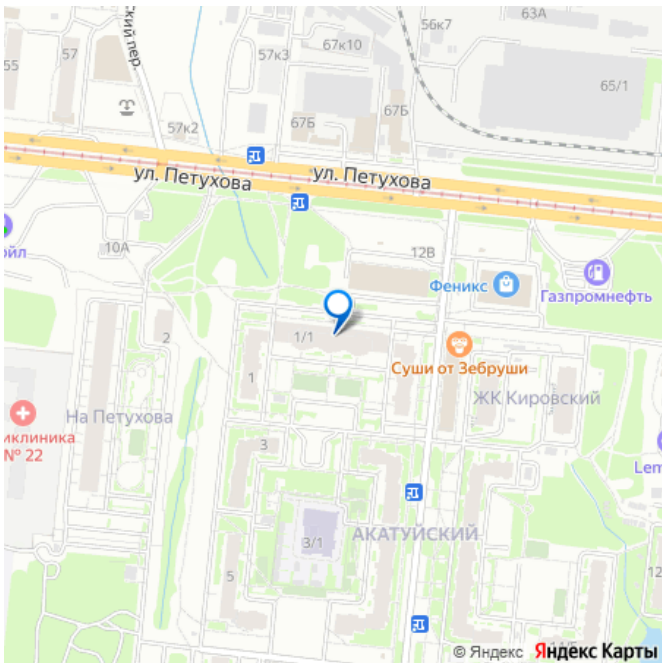 ский пер.
56к7
63А
67к10
57к3
57
55
65/1
67Б
67Б
57к2
ул. Петухова
ул. Петухова
10А
ойл
12В
Феникс
Газпромнефть
2
1/1
Суши от Зебруши
1
ЖК Кировский
На Петухова
иклиника
№ 22
3
Lem
АКАТУЙСКИЙ
3/1
5
12
© Яндекс Яндекс Карты